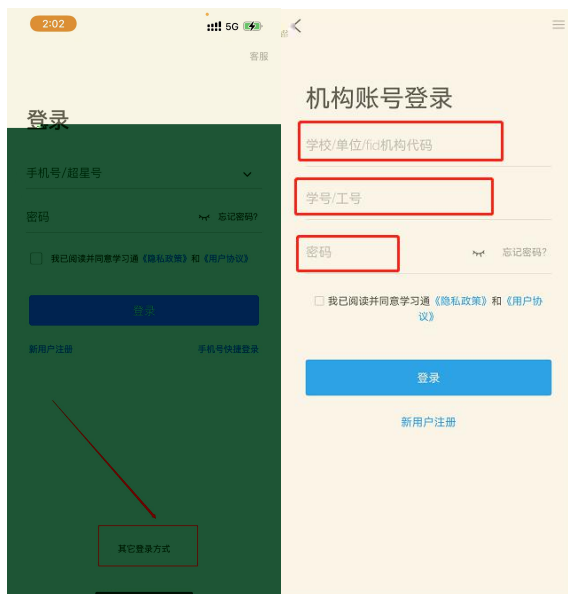 2:02
5G
客服
登录
手机号/超星号
密码
忘记密码?
我已阅读并同意学习通《隐私政策》和《用户协议》
登录
新用户注册
手机号快捷登录
其它登录方式
机构账号登录
学校/单位/fid机构代码
学号/工号
密码
忘记密码?
我已阅读并同意学习通《隐私政策》和《用户协
议》
登录
新用户注册